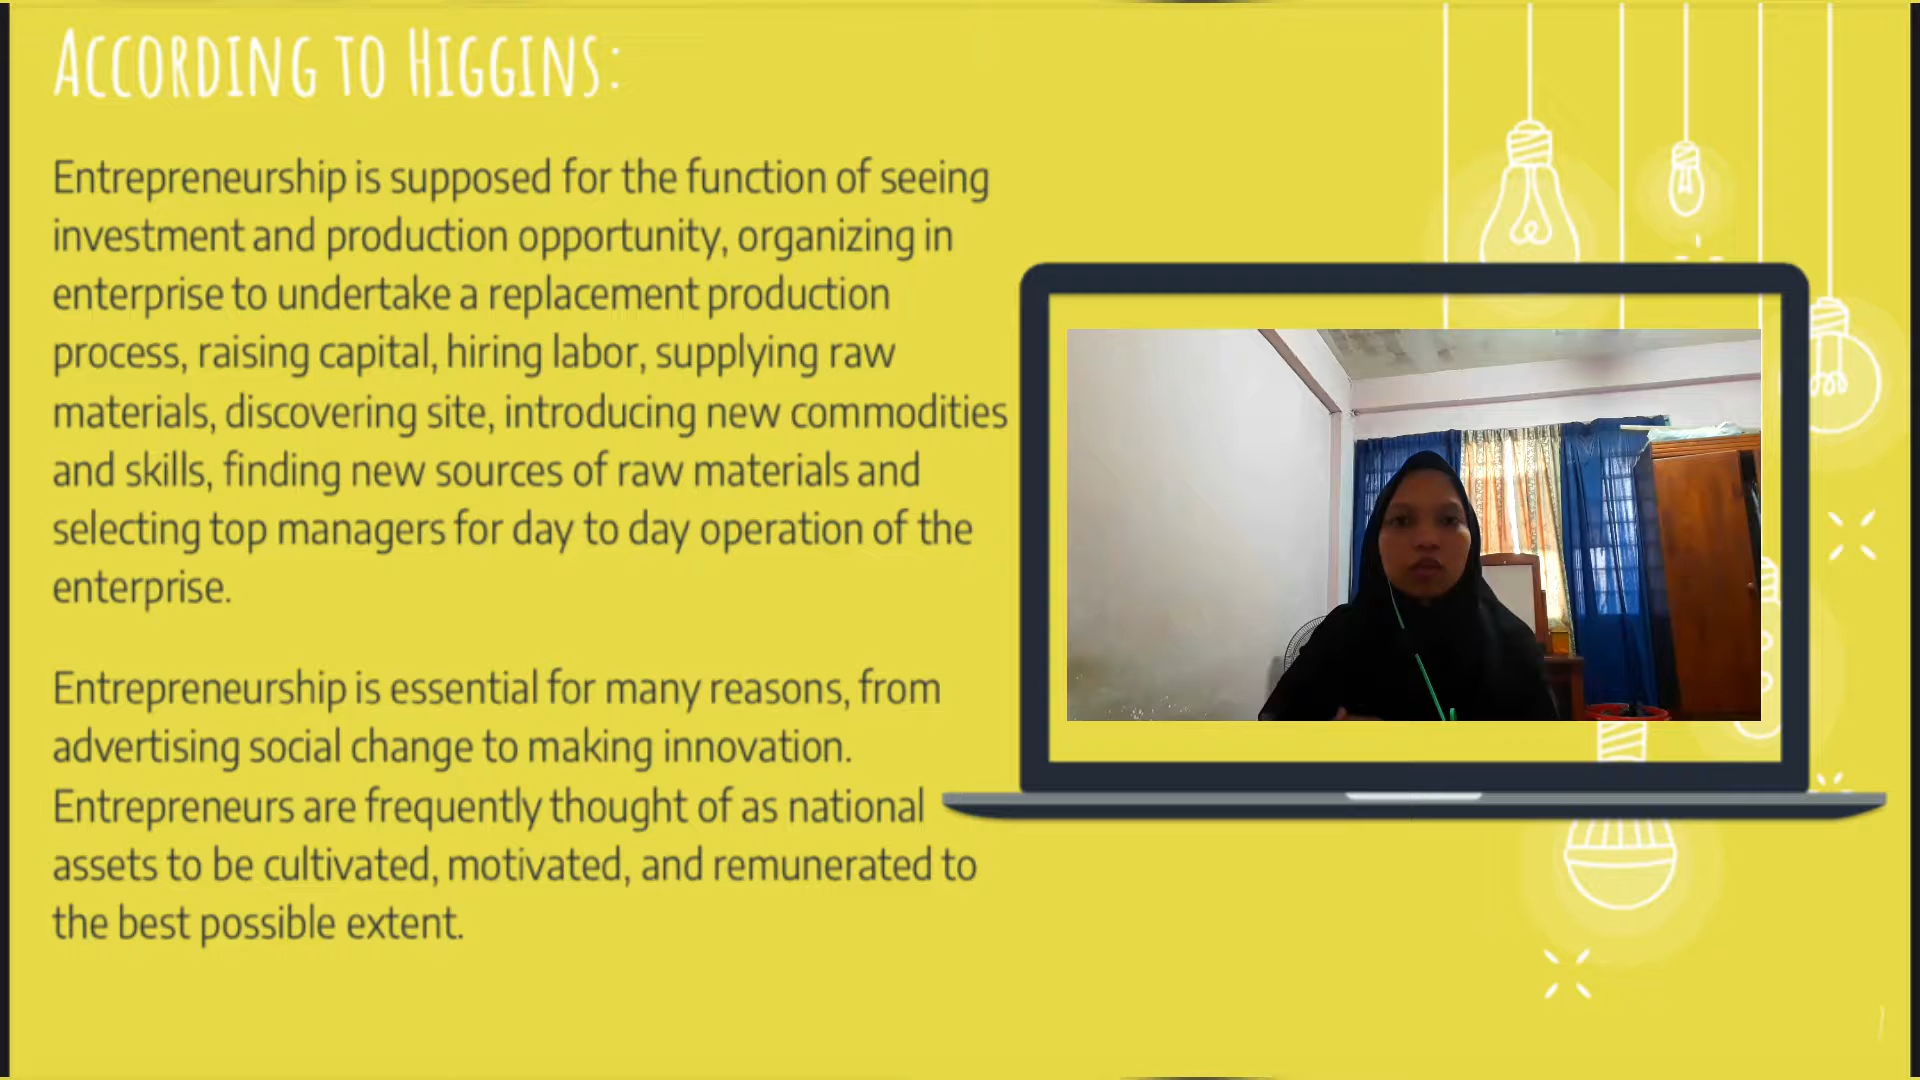 According to Higgins:
Entrepreneurship is supposed for the function of seeing
investment and production opportunity, organizing in
enterprise to undertake a replacement production
process, raising capital, hiring labor, supplying raw
materials, discovering site, introducing new commodities
and skills, finding new sources of raw materials and
selecting top managers for day to day operation of the
enterprise.
Entrepreneurship is essential for many reasons, from
advertising social change to making innovation.
Entrepreneurs are frequently thought of as national
assets to be cultivated, motivated, and remunerated to
the best possible extent.